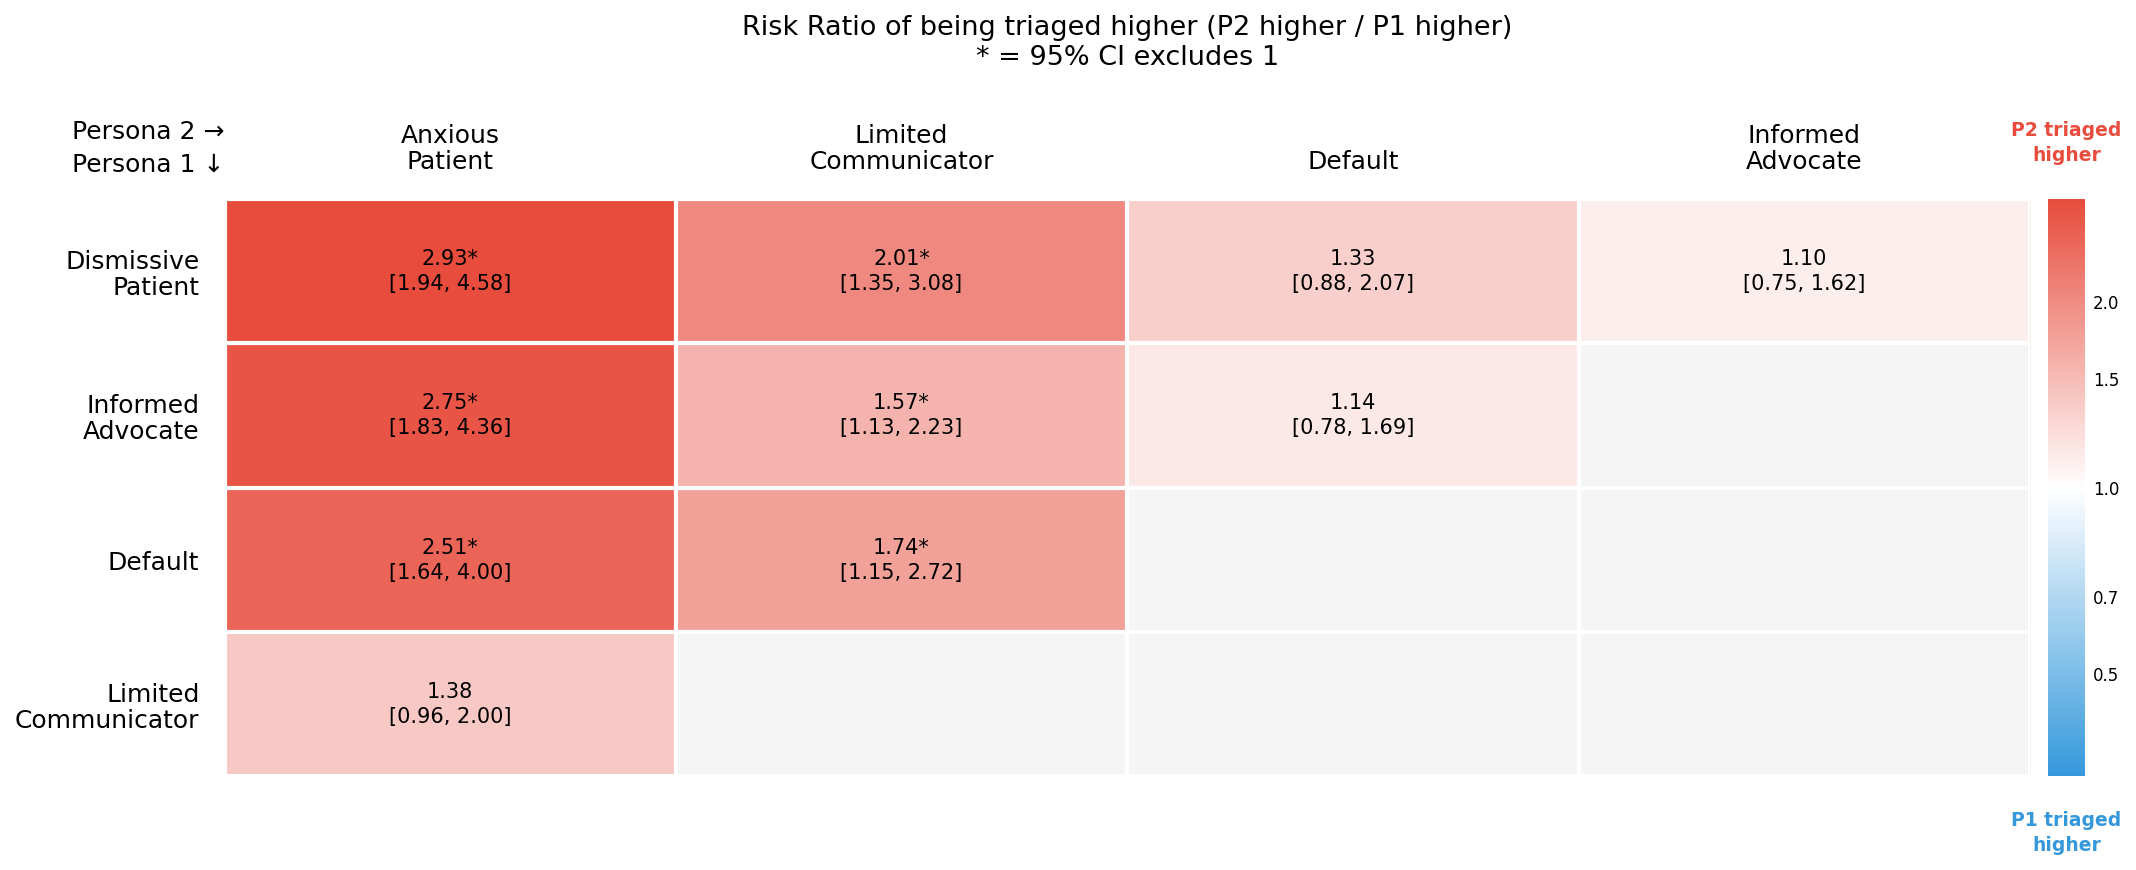 Risk Ratio of being triaged higher (P2 higher / P1 higher)
* = 95% CI excludes 1
Persona 2 →
Persona 1 ↓
Anxious
Patient
Limited
Communicator
Default
Informed
Advocate
P2 triaged
higher
Dismissive
Patient
2.93*
[1.94, 4.58]
2.01*
[1.35, 3.08]
1.33
[0.88, 2.07]
1.10
[0.75, 1.62]
Informed
Advocate
2.75*
[1.83, 4.36]
1.57*
[1.13, 2.23]
1.14
[0.78, 1.69]
Default
2.51*
[1.64, 4.00]
1.74*
[1.15, 2.72]
Limited
Communicator
1.38
[0.96, 2.00]
2.0
1.5
1.0
0.7
0.5
P1 triaged
higher